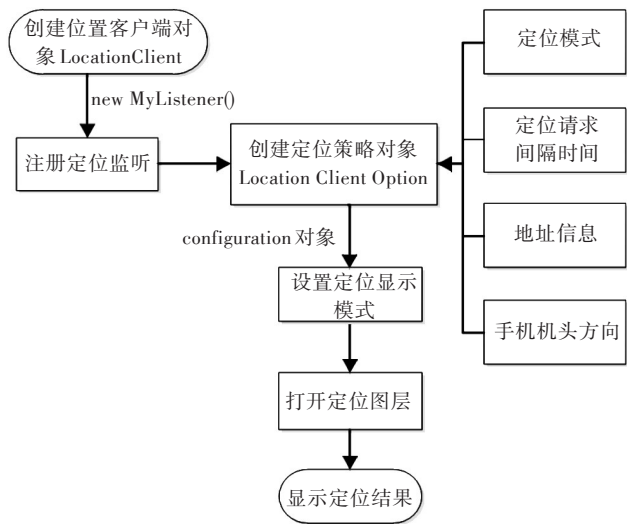 创建位置客户端对
象 LocationClient
new MyListener()
注册定位监听
创建定位策略对象
Location Client Option
configuration 对象
设置定位显示
模式
打开定位图层
显示定位结果
定位模式
定位请求
间隔时间
地址信息
手机机头方向